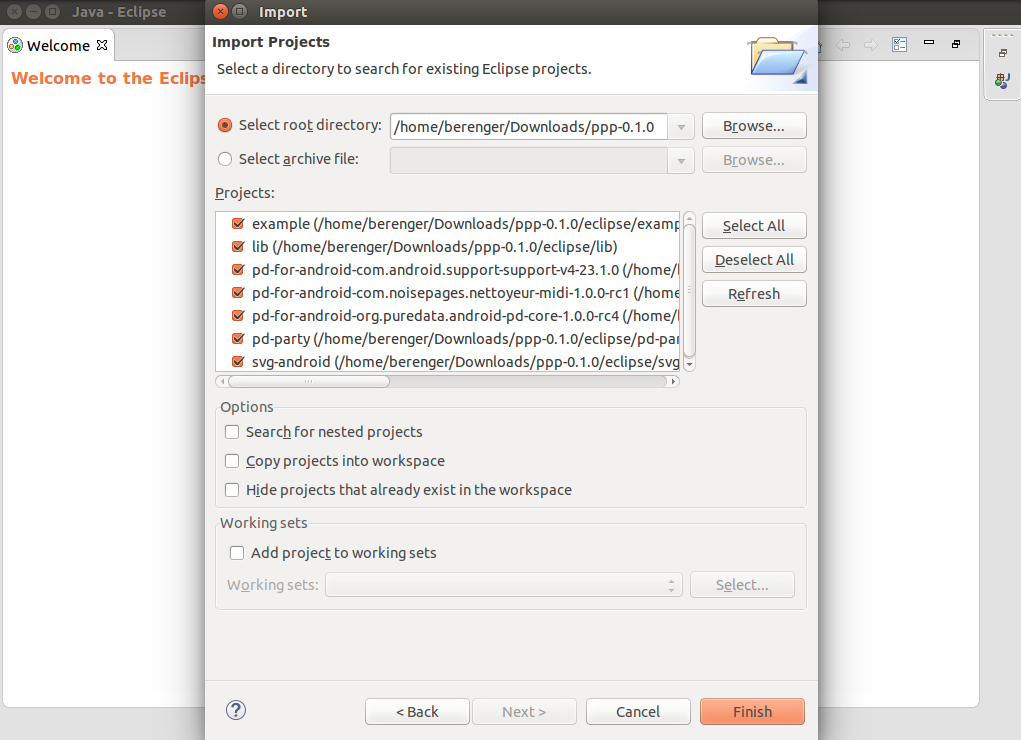 Java - Eclipse
Import
Welcome
Welcome to the Eclips
Import Projects
Select a directory to search for existing Eclipse projects.
Select root directory: /home/berenger/Downloads/ppp-0.1.0 Browse...
Select archive file: Browse...
Projects:
example (/home/berenger/Downloads/ppp-0.1.0/eclipse/examp
lib (/home/berenger/Downloads/ppp-0.1.0/eclipse/lib)
pd-for-android-com.android.support-support-v4-23.1.0 (/home/
pd-for-android-com.noisepages.nettoyeur-midi-1.0.0-rc1 (/home
pd-for-android-org.puredata.android-pd-core-1.0.0-rc4 (/home/
pd-party (/home/berenger/Downloads/ppp-0.1.0/eclipse/pd-par
svg-android (/home/berenger/Downloads/ppp-0.1.0/eclipse/svg
Select All
Deselect All
Refresh
Options
Search for nested projects
Copy projects into workspace
Hide projects that already exist in the workspace
Working sets
Add project to working sets
Working sets: Select...
? < Back Next > Cancel Finish